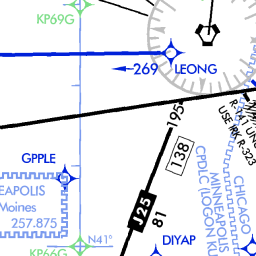 KP69G
269
LEONG
195
USE RK R-323
GPPLE
138
EAPOLIS
Moines
257.875
J25
81
CHICAGO
MINNEAPOLIS
CPDLC (LOGON KU
N41°
KP66G
DIYAP